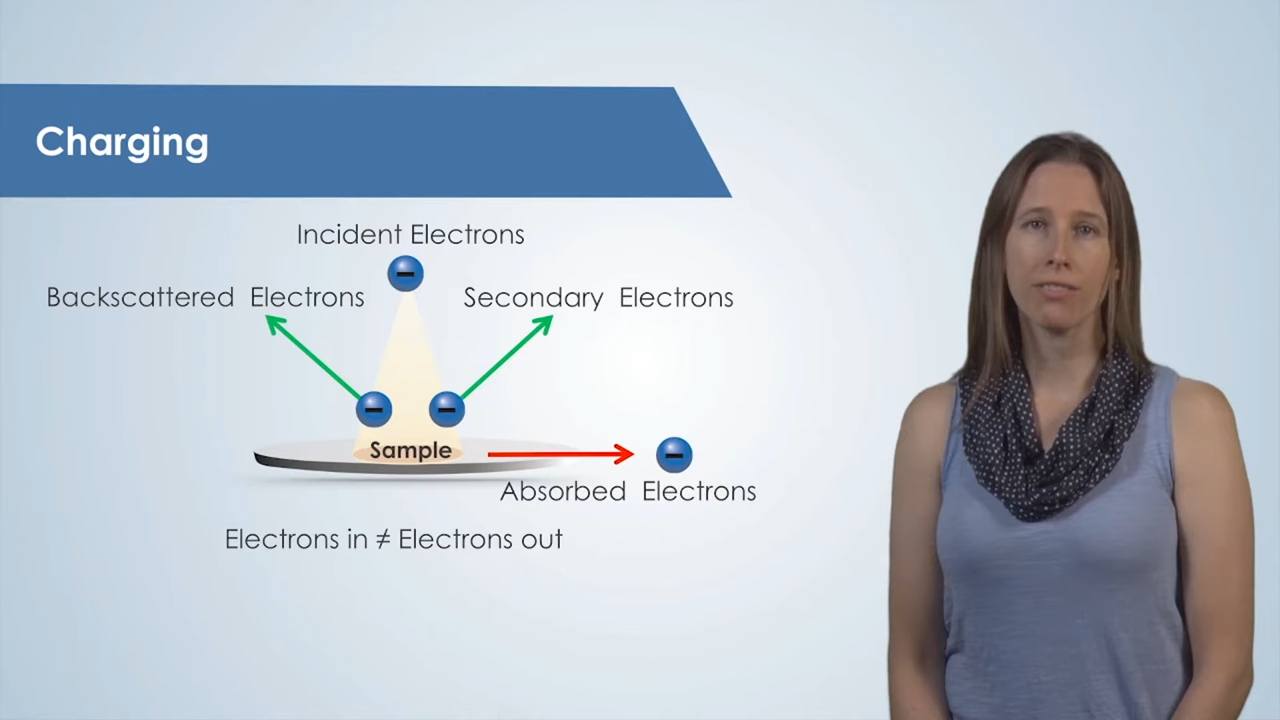 Charging
Incident Electrons
Backscattered Electrons
Secondary Electrons
Sample
Absorbed Electrons
Electrons in ≠ Electrons out